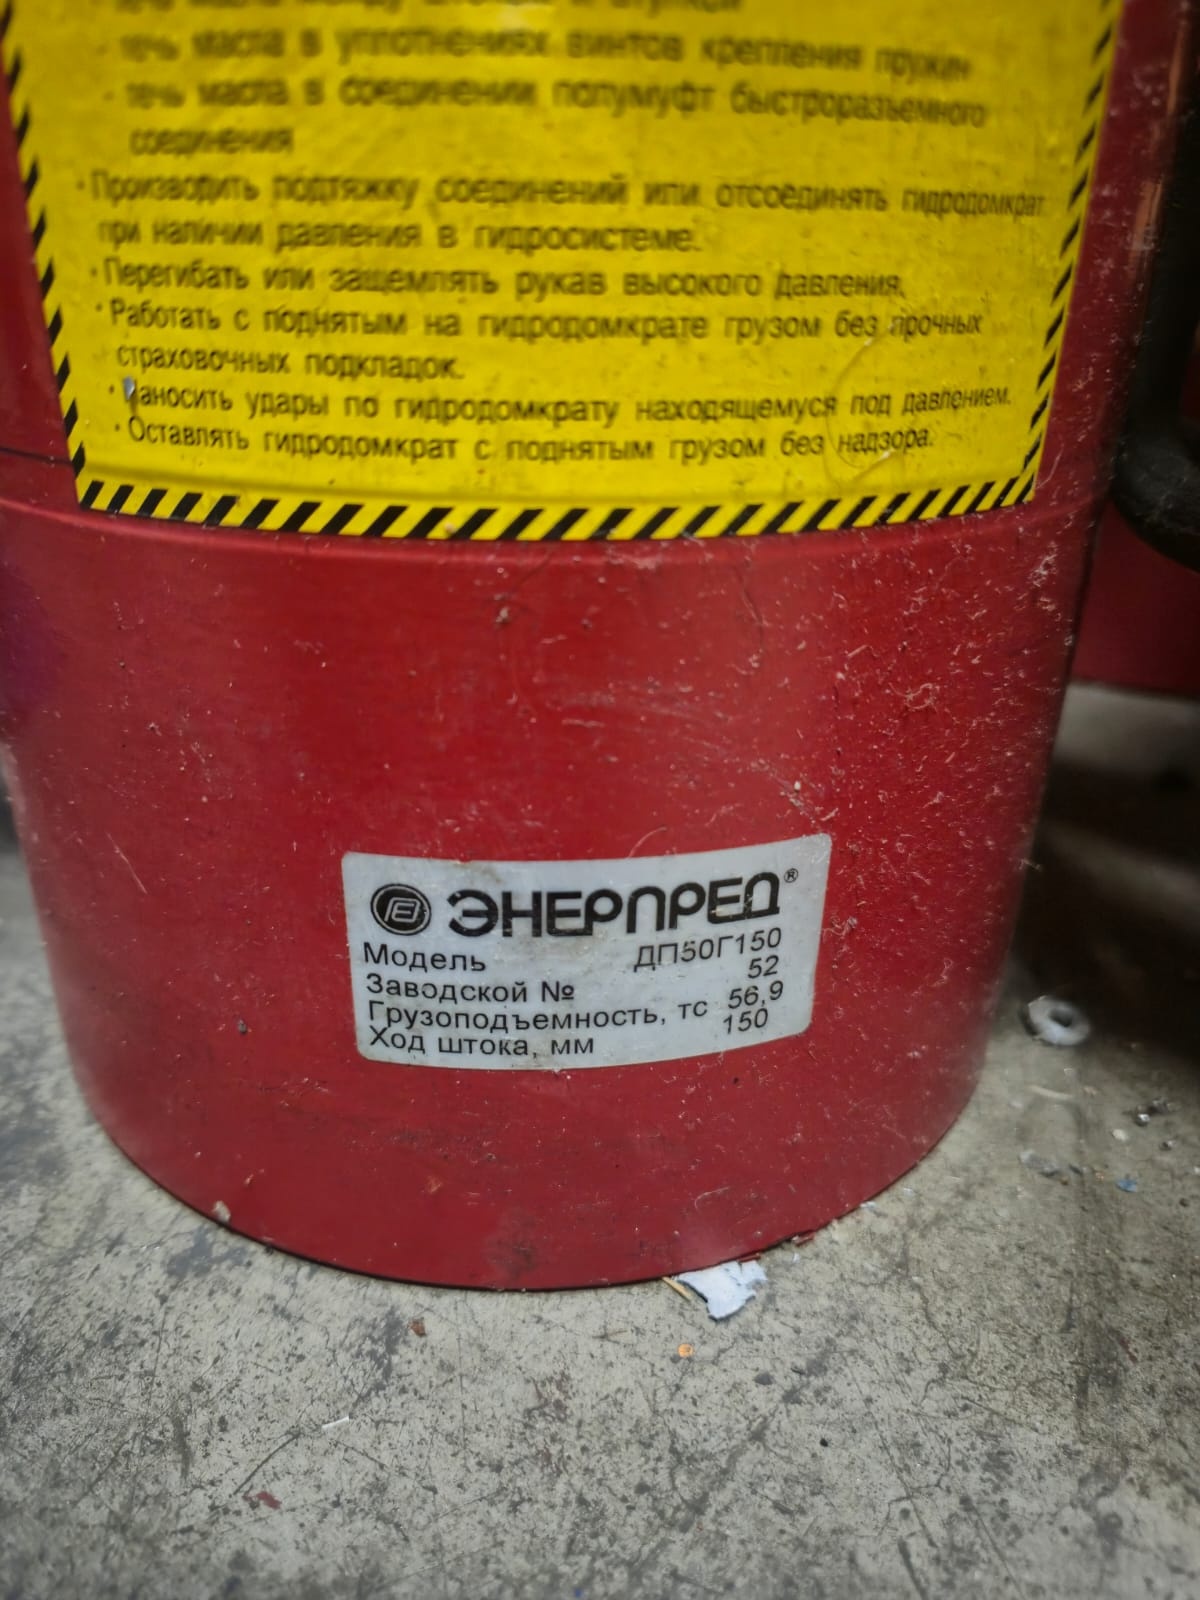 - течь масла в уплотнениях винтов крепления пружин
- течь масла в соединении полумуфт быстроразъемного
соединения
· Производить подтяжку соединений или отсоединять гидродомкрат
при наличии давления в гидросистеме.
· Перегибать или защемлять рукав высокого давления.
· Работать с поднятым на гидродомкрате грузом без прочных
страховочных подкладок.
· Наносить удары по гидродомкрату находящемуся под давлением.
· Оставлять гидродомкрат с поднятым грузом без надзора.
ЭНЕРПРЕД®
Модель ДП50Г150
Заводской № 52
Грузоподъемность, тс 56,9
Ход штока, мм 150